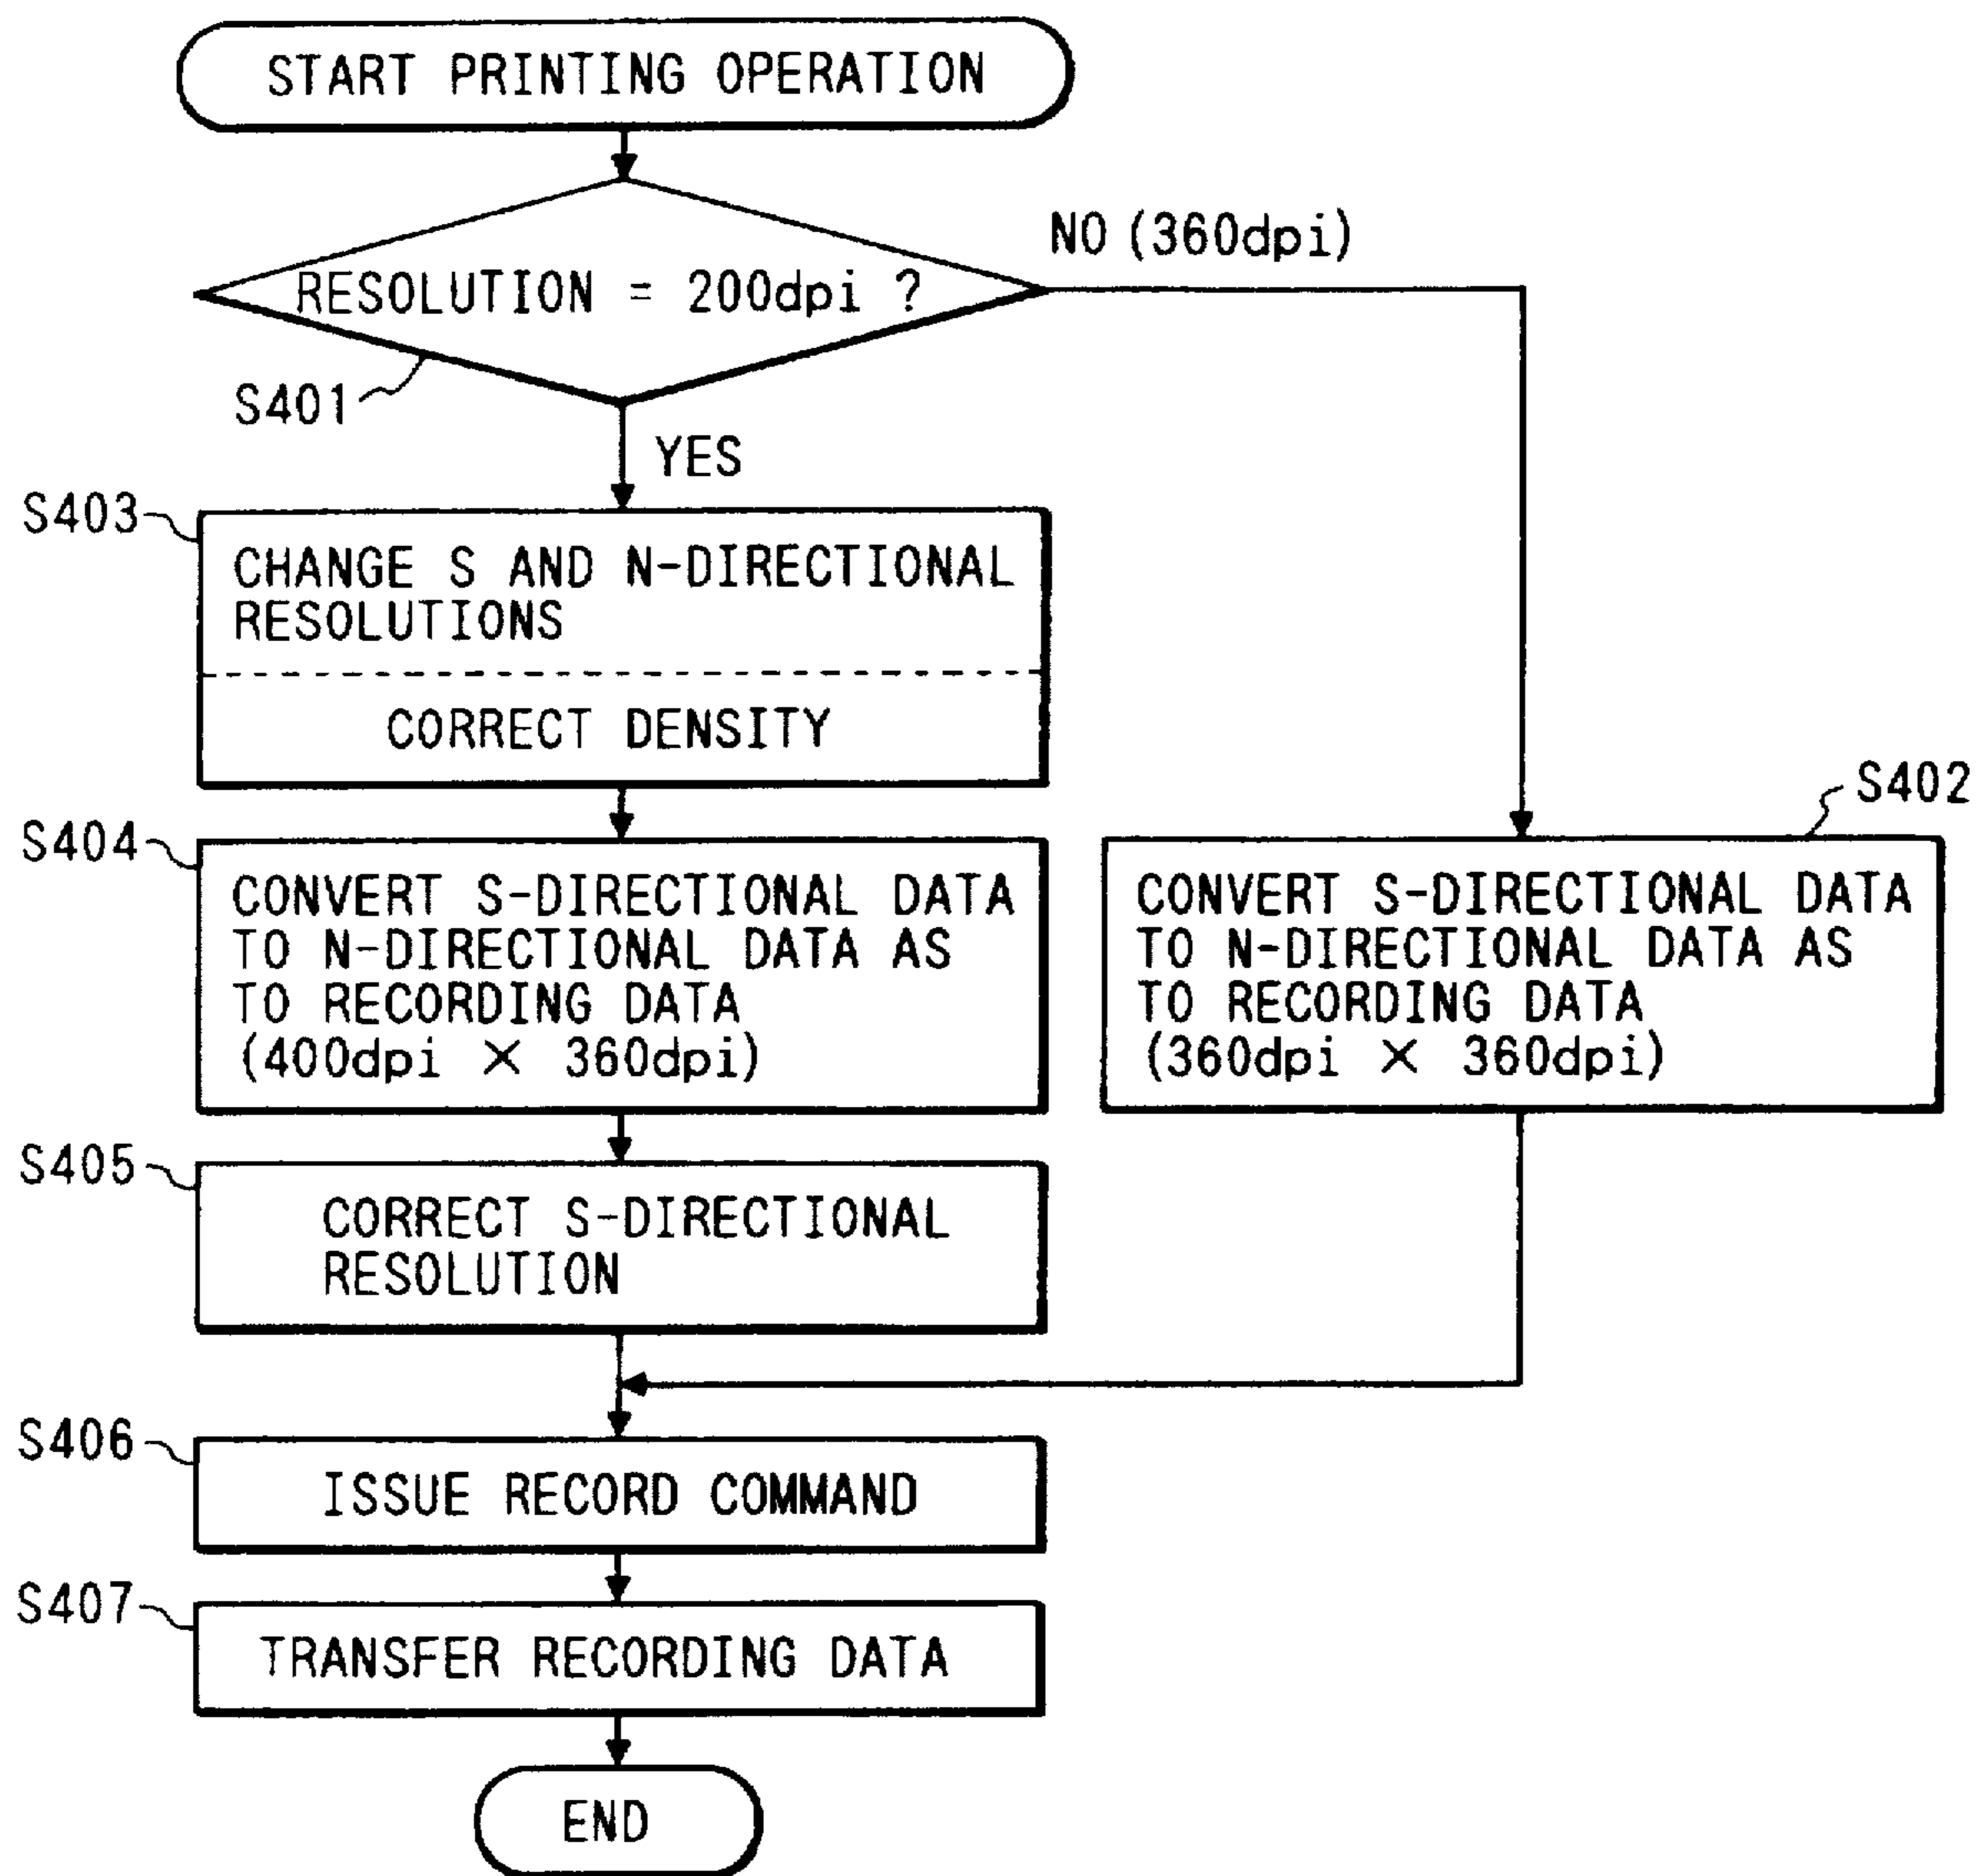 START PRINTING OPERATION
NO (360dpi)
RESOLUTION = 200dpi ?
S401
YES
S403
CHANGE S AND N-DIRECTIONAL
RESOLUTIONS
CORRECT DENSITY
S404
CONVERT S-DIRECTIONAL DATA
TO N-DIRECTIONAL DATA AS
TO RECORDING DATA
(400dpi × 360dpi)
S402
CONVERT S-DIRECTIONAL DATA
TO N-DIRECTIONAL DATA AS
TO RECORDING DATA
(360dpi × 360dpi)
S405
CORRECT S-DIRECTIONAL
RESOLUTION
S406
ISSUE RECORD COMMAND
S407
TRANSFER RECORDING DATA
END